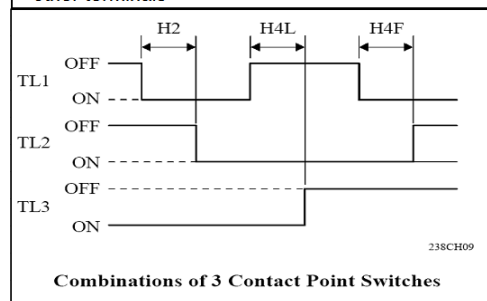 outer terminals
H2 H4L H4F
OFF
TL1
ON
OFF
TL2
ON
OFF
TL3
ON
238CH09
Combinations of 3 Contact Point Switches